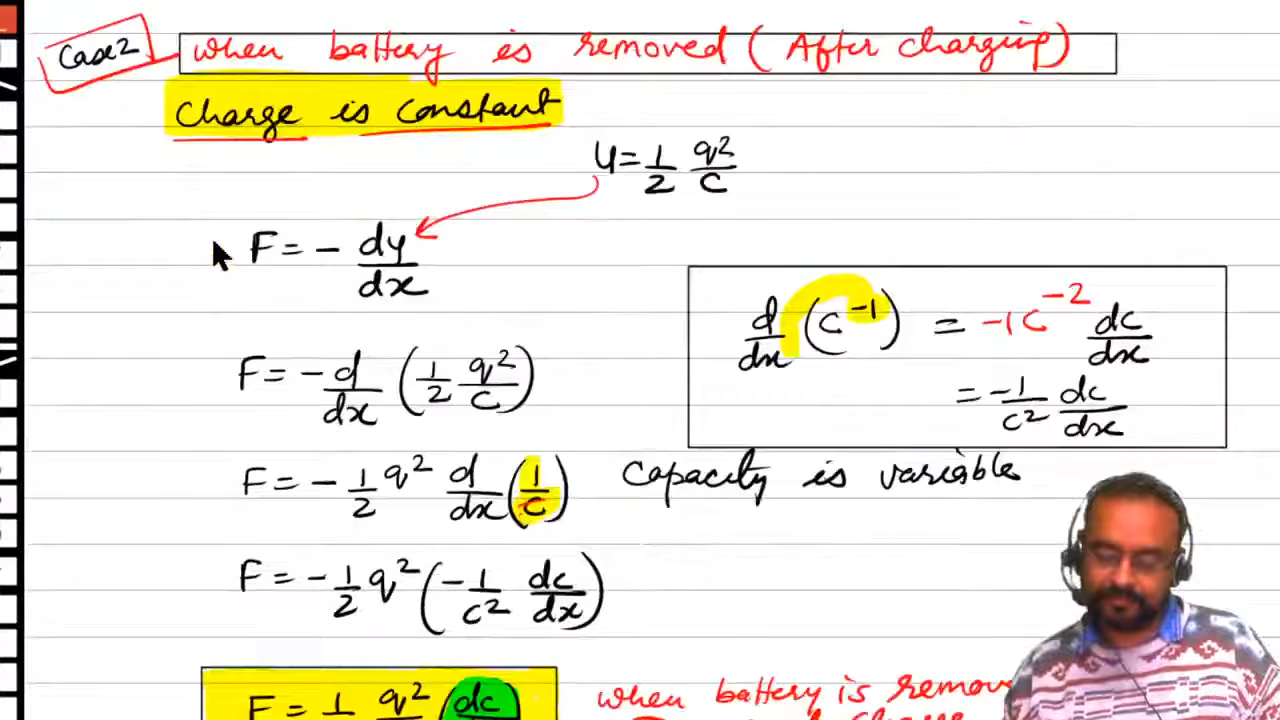 Case2
when battery is removed (After charging)
Charge is constant
U = 1/2 q²/C
F = - dy/dx
F = - d/dx (1/2 q²/C)
F = - 1/2 q² d/dx (1/C)
F = - 1/2 q² (- 1/C² dc/dx)
d/dx (C⁻¹) = -1C⁻² dc/dx
= -1/C² dc/dx
Capacity is variable
F = 1 q² dc
when battery is remov